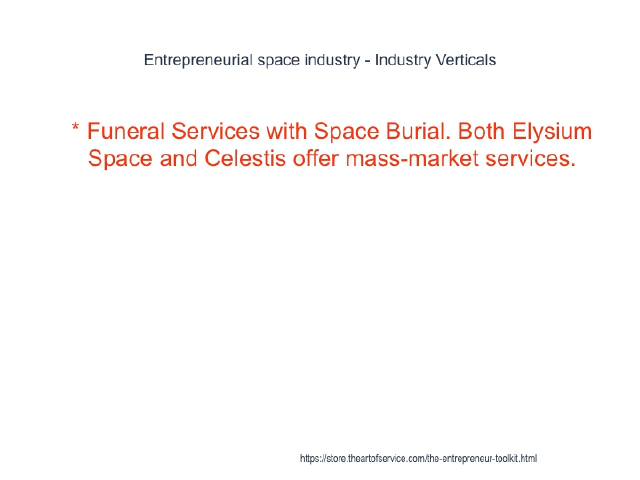 Entrepreneurial space industry - Industry Verticals
* Funeral Services with Space Burial. Both Elysium
Space and Celestis offer mass-market services.
https://store.theartofservice.com/the-entrepreneur-toolkit.html